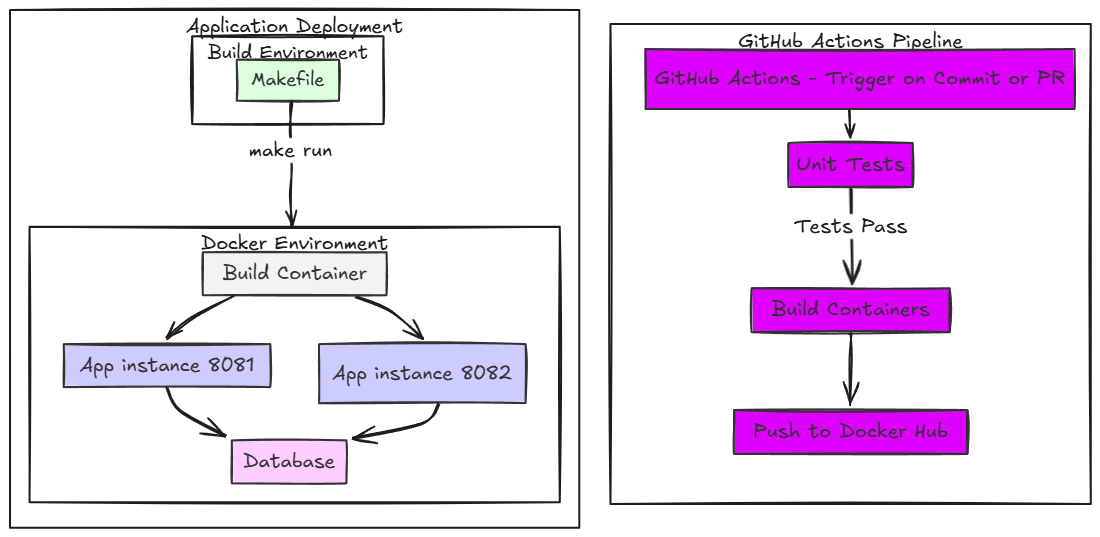 Application Deployment
Build Environment
Makefile
make run
Docker Environment
Build Container
App instance 8081
App instance 8082
Database
GitHub Actions Pipeline
GitHub Actions - Trigger on Commit or PR
Unit Tests
Tests Pass
Build Containers
Push to Docker Hub